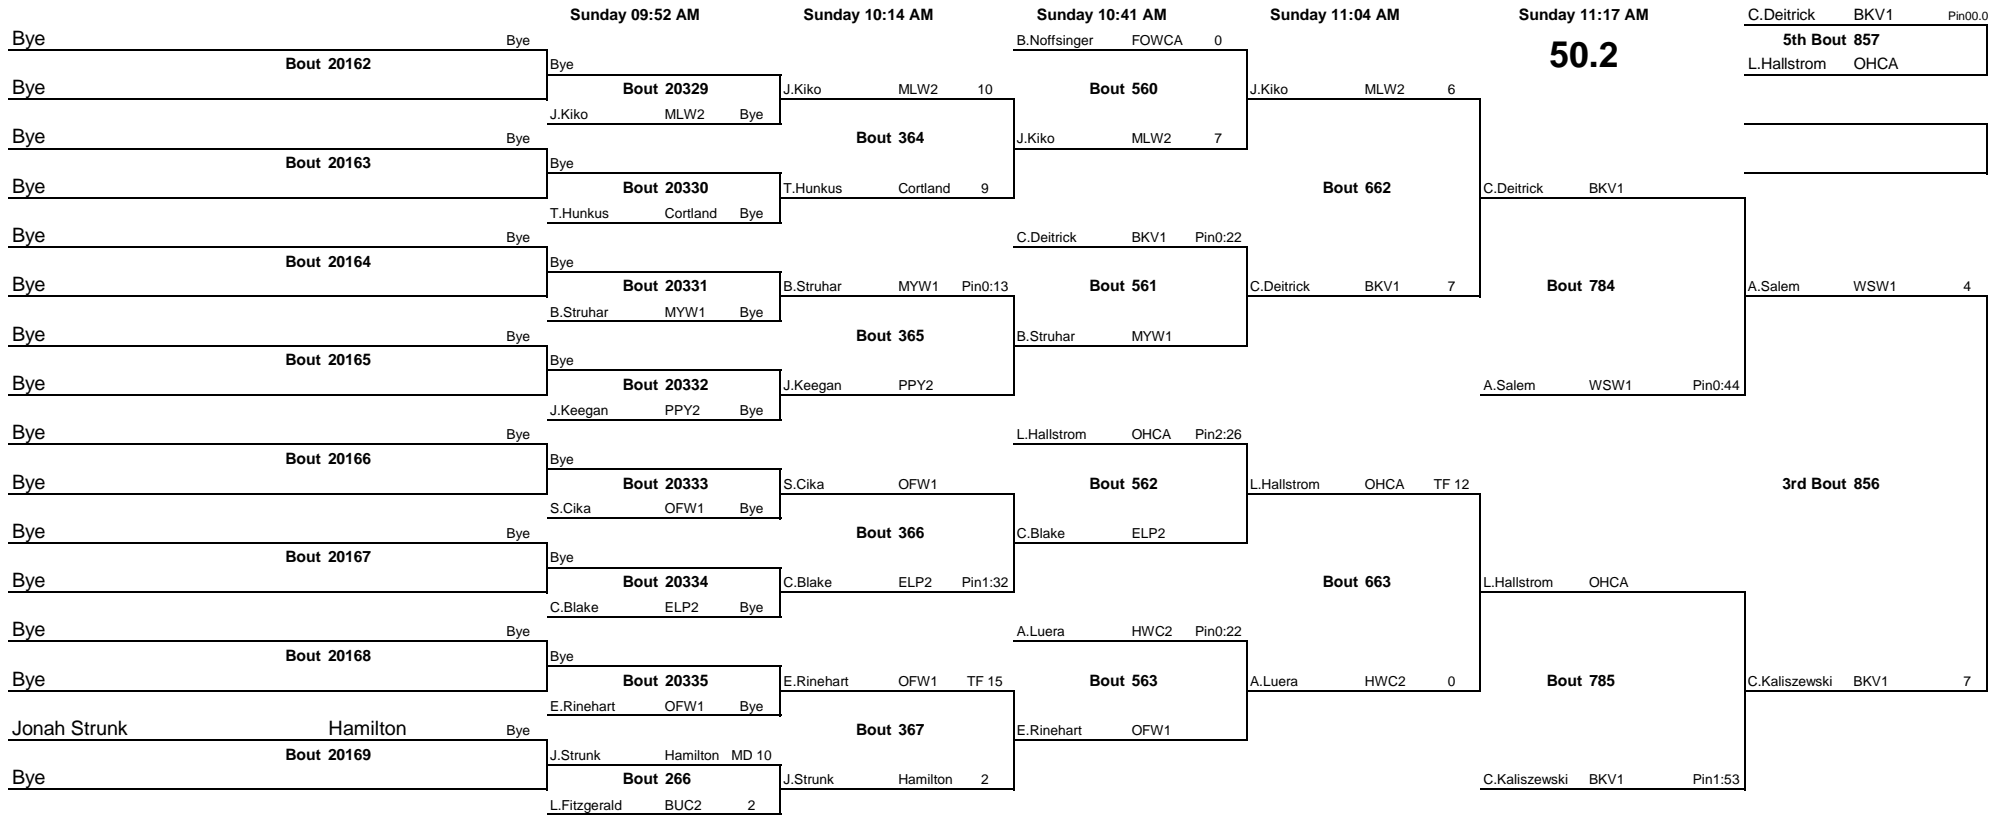 Sunday 09:52 AM Sunday 10:14 AM Sunday 10:41 AM Sunday 11:04 AM Sunday 11:17 AM C.Deitrick BKV1 Pin00.0
Bye Bye B.Noffsinger FOWCA 0 5th Bout 857
50.2
Bout 20162 Bye L.Hallstrom OHCA
Bye Bout 20329 J.Kiko MLW2 10 Bout 560 J.Kiko MLW2 6
J.Kiko MLW2 Bye
Bye Bye Bout 364 J.Kiko MLW2 7
Bout 20163 Bye
Bye Bout 20330 T.Hunkus Cortland 9 Bout 662 C.Deitrick BKV1
T.Hunkus Cortland Bye
Bye Bye C.Deitrick BKV1 Pin0:22
Bout 20164 Bye
Bye Bout 20331 B.Struhar MYW1 Pin0:13 Bout 561 C.Deitrick BKV1 7 Bout 784 A.Salem WSW1 4
B.Struhar MYW1 Bye
Bye Bye Bout 365 B.Struhar MYW1
Bout 20165 Bye
Bye Bout 20332 J.Keegan PPY2 A.Salem WSW1 Pin0:44
J.Keegan PPY2 Bye
Bye Bye L.Hallstrom OHCA Pin2:26
Bout 20166 Bye
Bye Bout 20333 S.Cika OFW1 Bout 562 L.Hallstrom OHCA TF 12 3rd Bout 856
S.Cika OFW1 Bye
Bye Bye Bout 366 C.Blake ELP2
Bout 20167 Bye
Bye Bout 20334 C.Blake ELP2 Pin1:32 Bout 663 L.Hallstrom OHCA
C.Blake ELP2 Bye
Bye Bye A.Luera HWC2 Pin0:22
Bout 20168 Bye
Bye Bout 20335 E.Rinehart OFW1 TF 15 Bout 563 A.Luera HWC2 0 Bout 785 C.Kaliszewski BKV1 7
E.Rinehart OFW1 Bye
Jonah Strunk Hamilton Bye Bout 367 E.Rinehart OFW1
Bout 20169 J.Strunk Hamilton MD 10
Bye Bout 266 J.Strunk Hamilton 2 C.Kaliszewski BKV1 Pin1:53
L.Fitzgerald BUC2 2